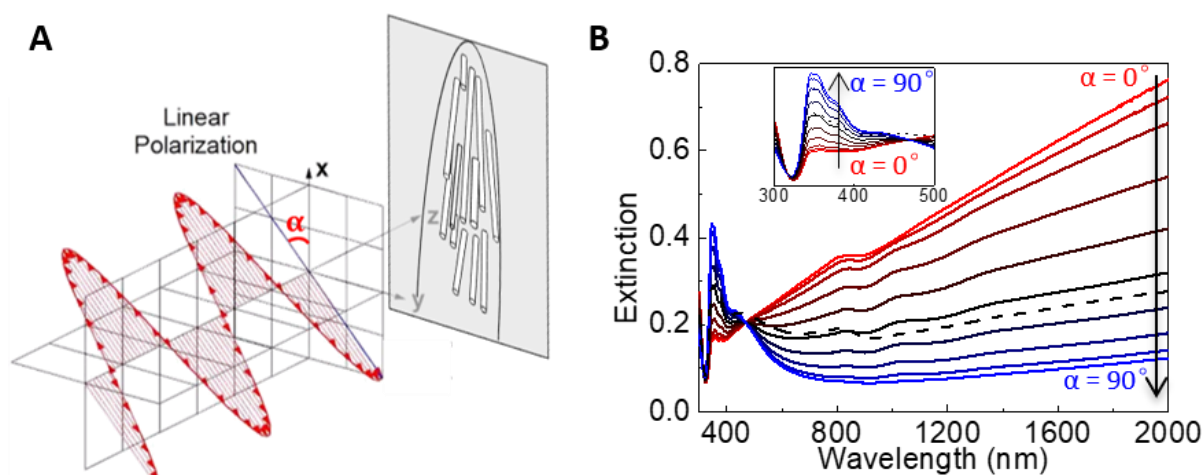 A
Linear
Polarization
x
α
z
y
B
Extinction
0.8
0.6
0.4
0.2
0.0
α = 0°
α = 90°
α = 90°
α = 0°
300 400 500
400 800 1200 1600 2000
Wavelength (nm)